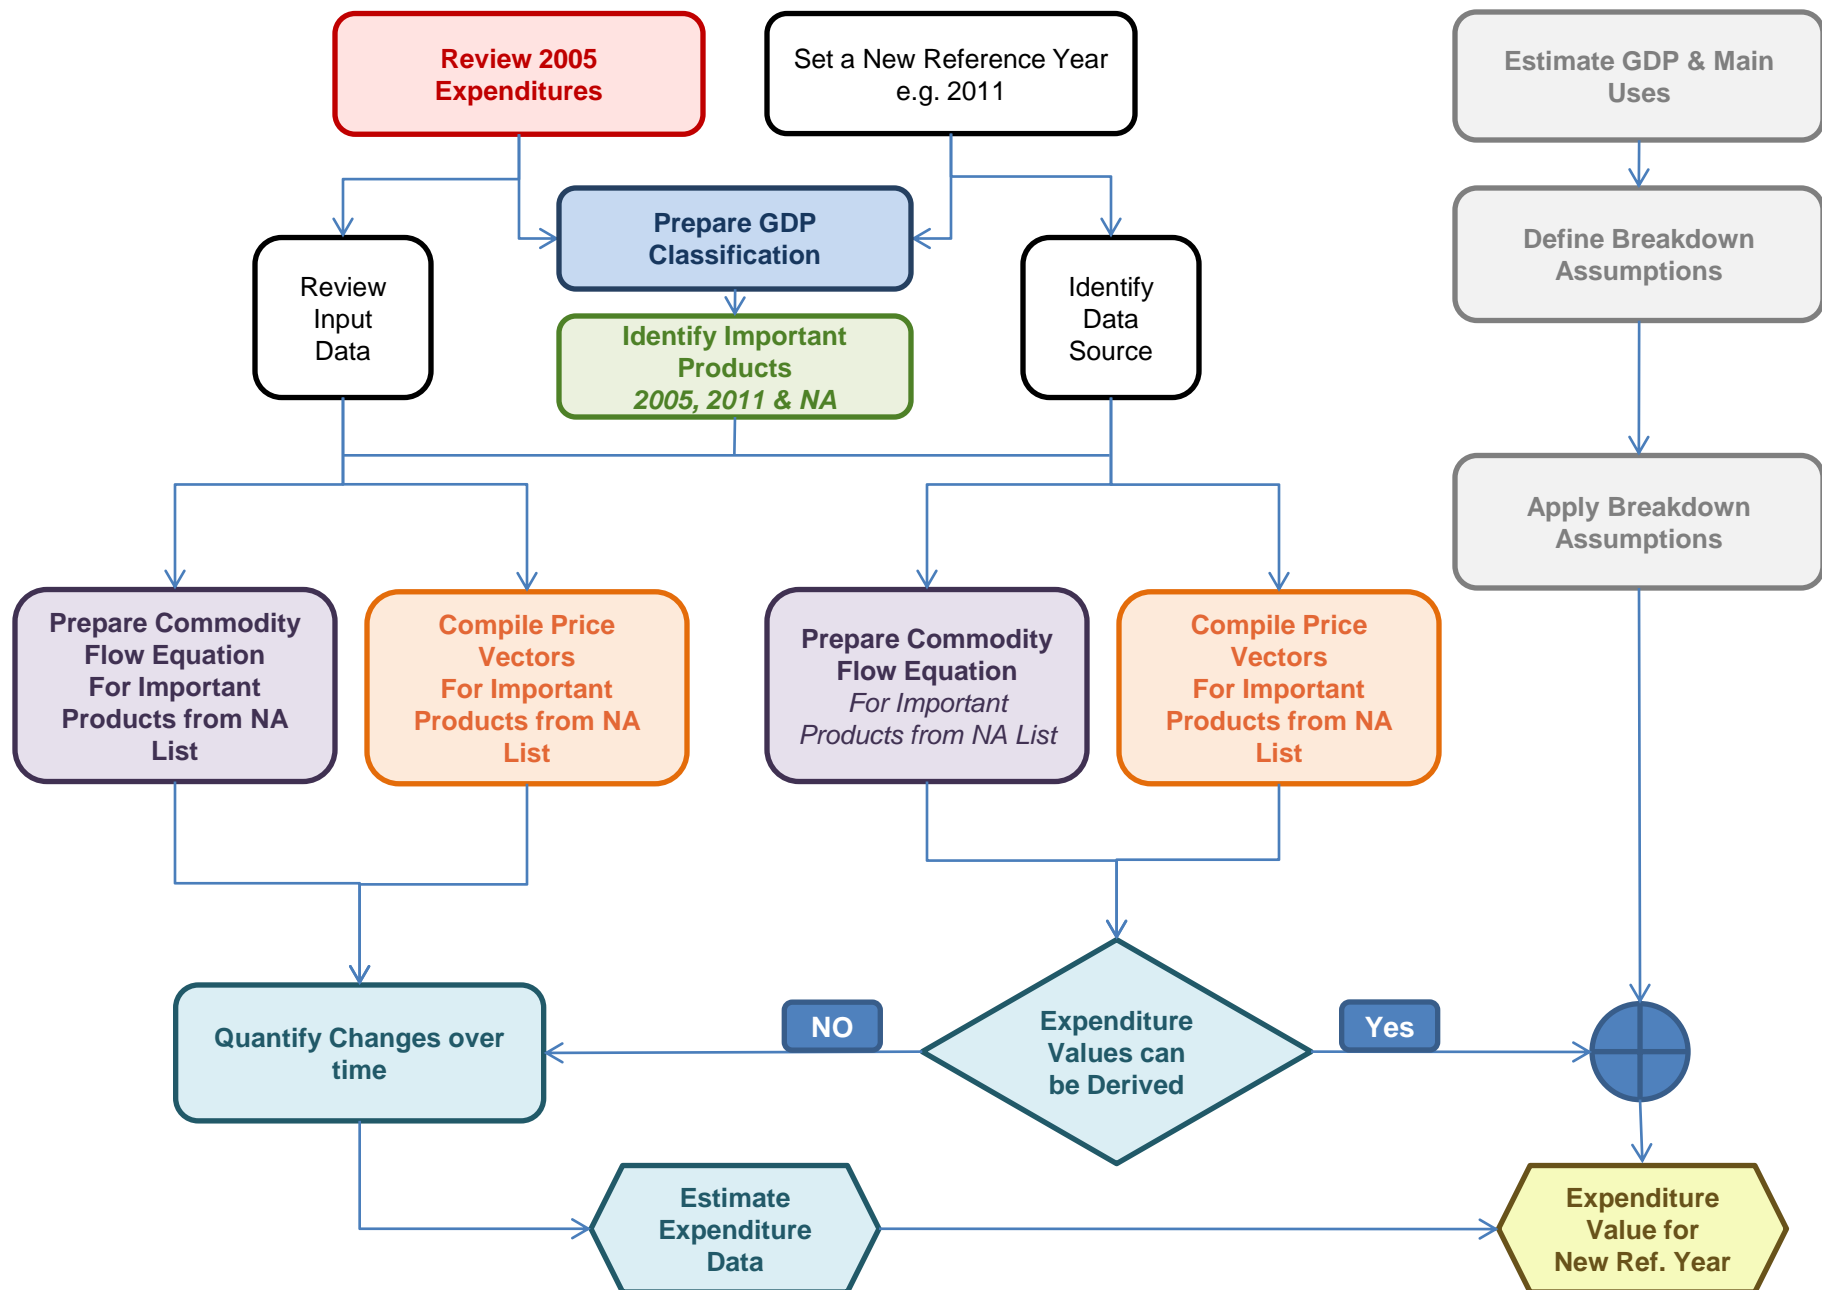 Review 2005
Expenditures
Set a New Reference Year
e.g. 2011
Estimate GDP & Main
Uses
Prepare GDP
Classification
Define Breakdown
Assumptions
Review
Input
Data
Identify
Data
Source
Identify Important
Products
2005, 2011 & NA
Apply Breakdown
Assumptions
Prepare Commodity
Flow Equation
For Important
Products from NA
List
Compile Price
Vectors
For Important
Products from NA
List
Prepare Commodity
Flow Equation
For Important
Products from NA List
Compile Price
Vectors
For Important
Products from NA
List
Quantify Changes over
time
NO
Expenditure
Values can
be Derived
Yes
Estimate
Expenditure
Data
Expenditure
Value for
New Ref. Year